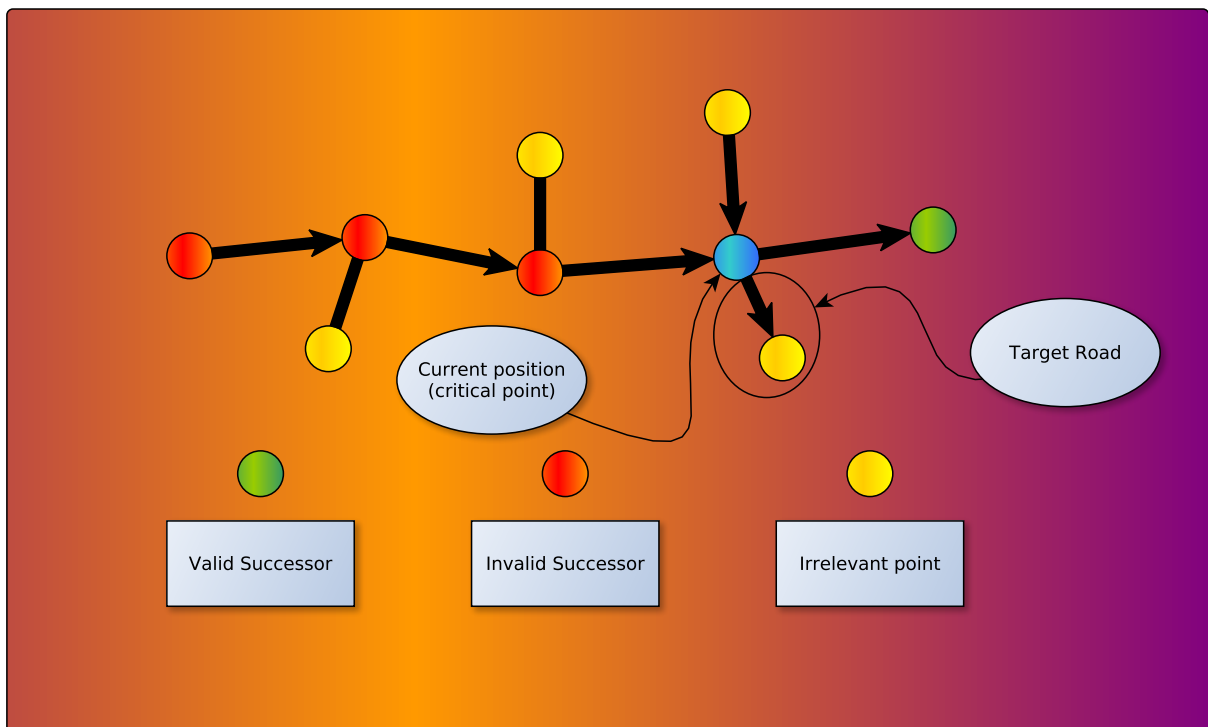 Current position
(critical point)
Target Road
Valid Successor
Invalid Successor
Irrelevant point